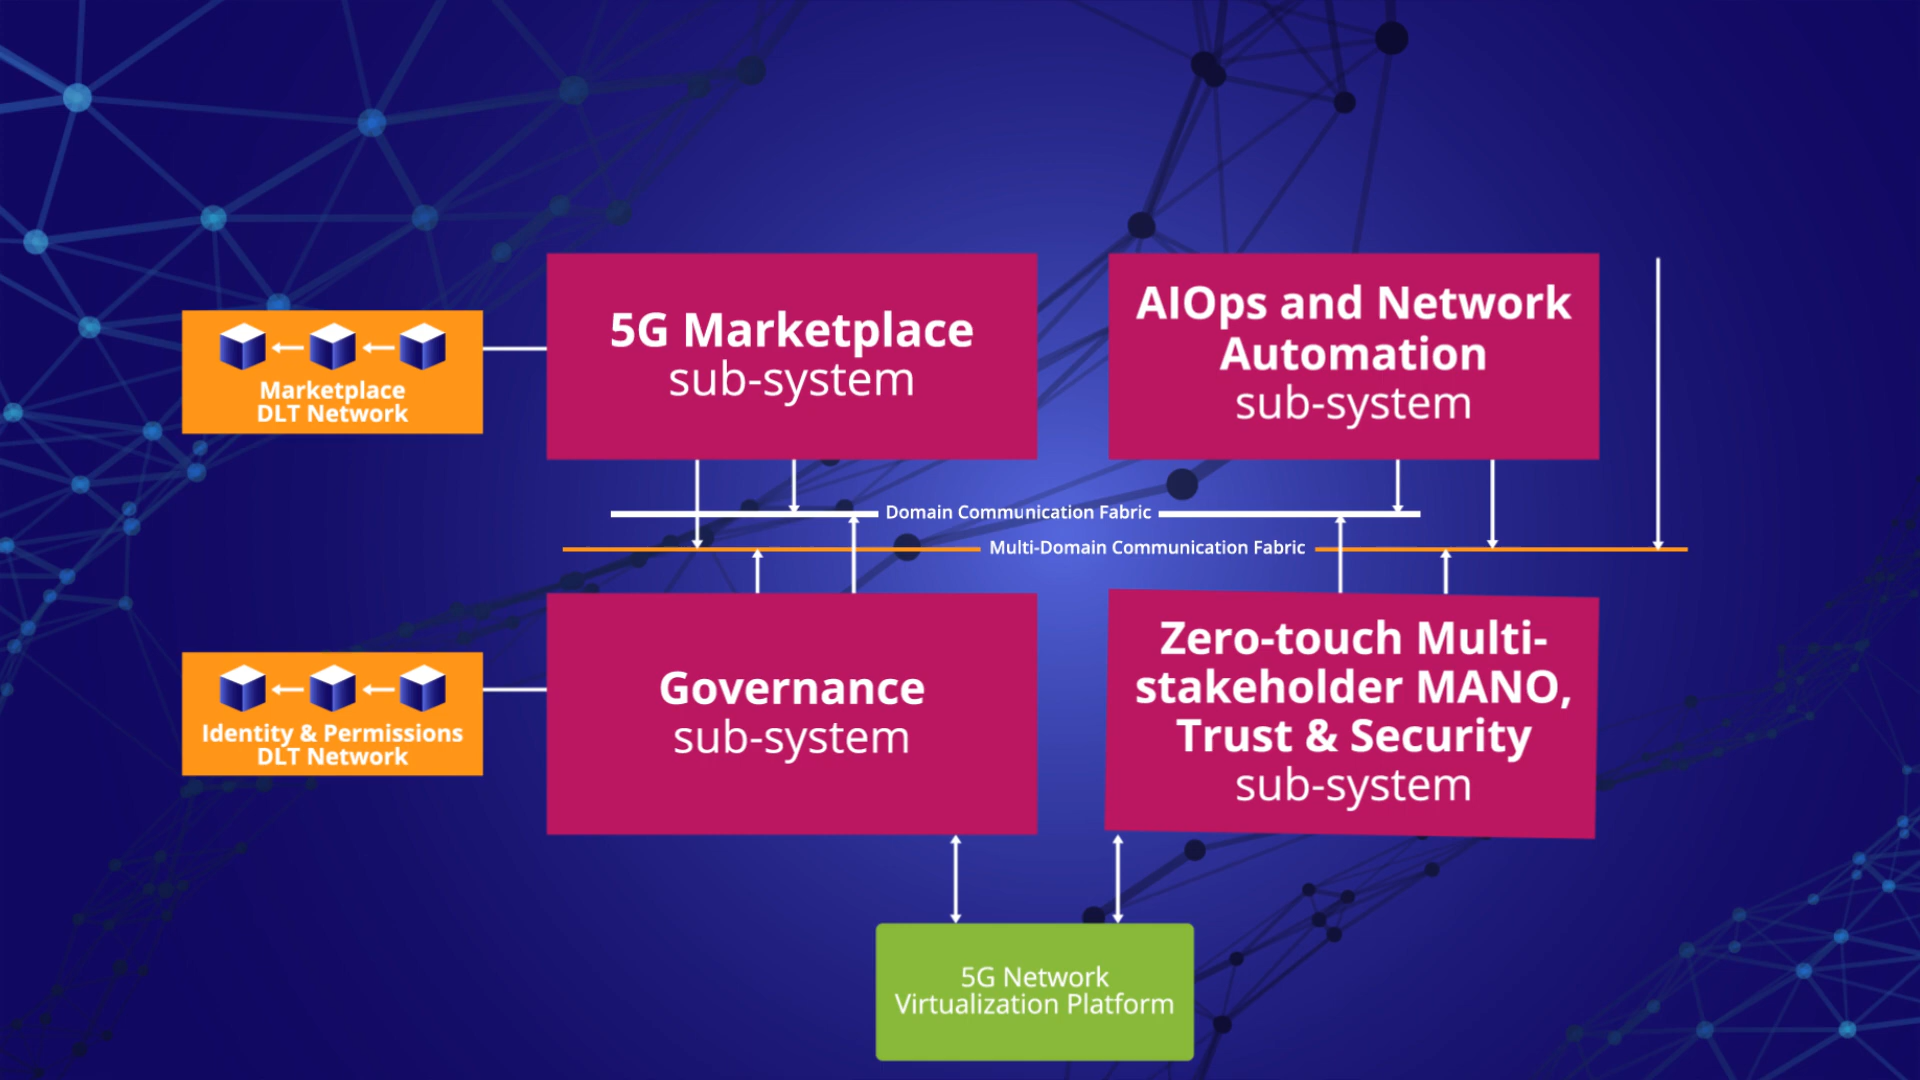 5G Marketplace
sub-system
AIOps and Network
Automation
sub-system
Marketplace
DLT Network
Domain Communication Fabric
Multi-Domain Communication Fabric
Governance
sub-system
Zero-touch Multi-
stakeholder MANO,
Trust & Security
sub-system
Identity & Permissions
DLT Network
5G Network
Virtualization Platform